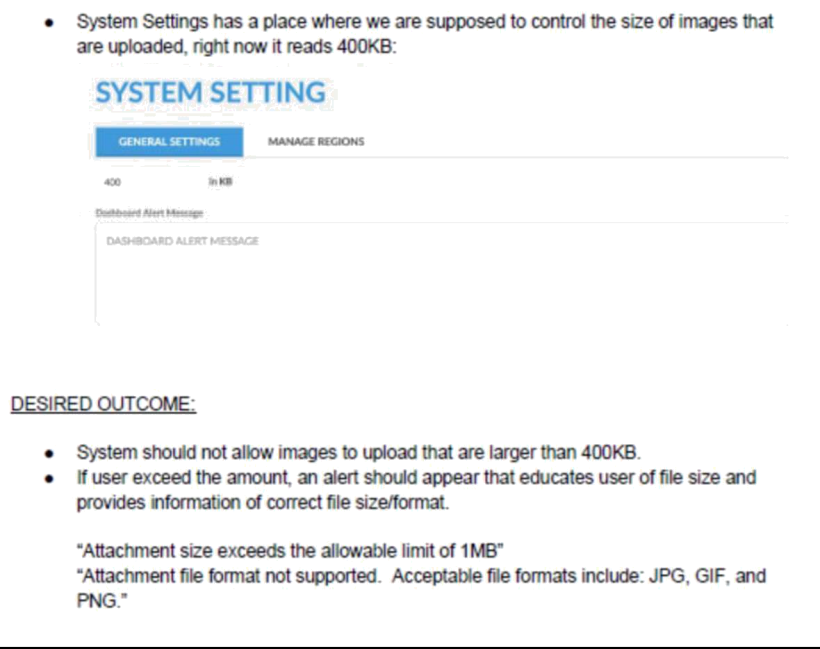 • System Settings has a place where we are supposed to control the size of images that
are uploaded, right now it reads 400KB:
SYSTEM SETTING
GENERAL SETTINGS MANAGE REGIONS
400 In KB
Dashboard Alert Message
DASHBOARD ALERT MESSAGE
DESIRED OUTCOME:
• System should not allow images to upload that are larger than 400KB.
• If user exceed the amount, an alert should appear that educates user of file size and
provides information of correct file size/format.
“Attachment size exceeds the allowable limit of 1MB”
“Attachment file format not supported.  Acceptable file formats include: JPG, GIF, and
PNG.”